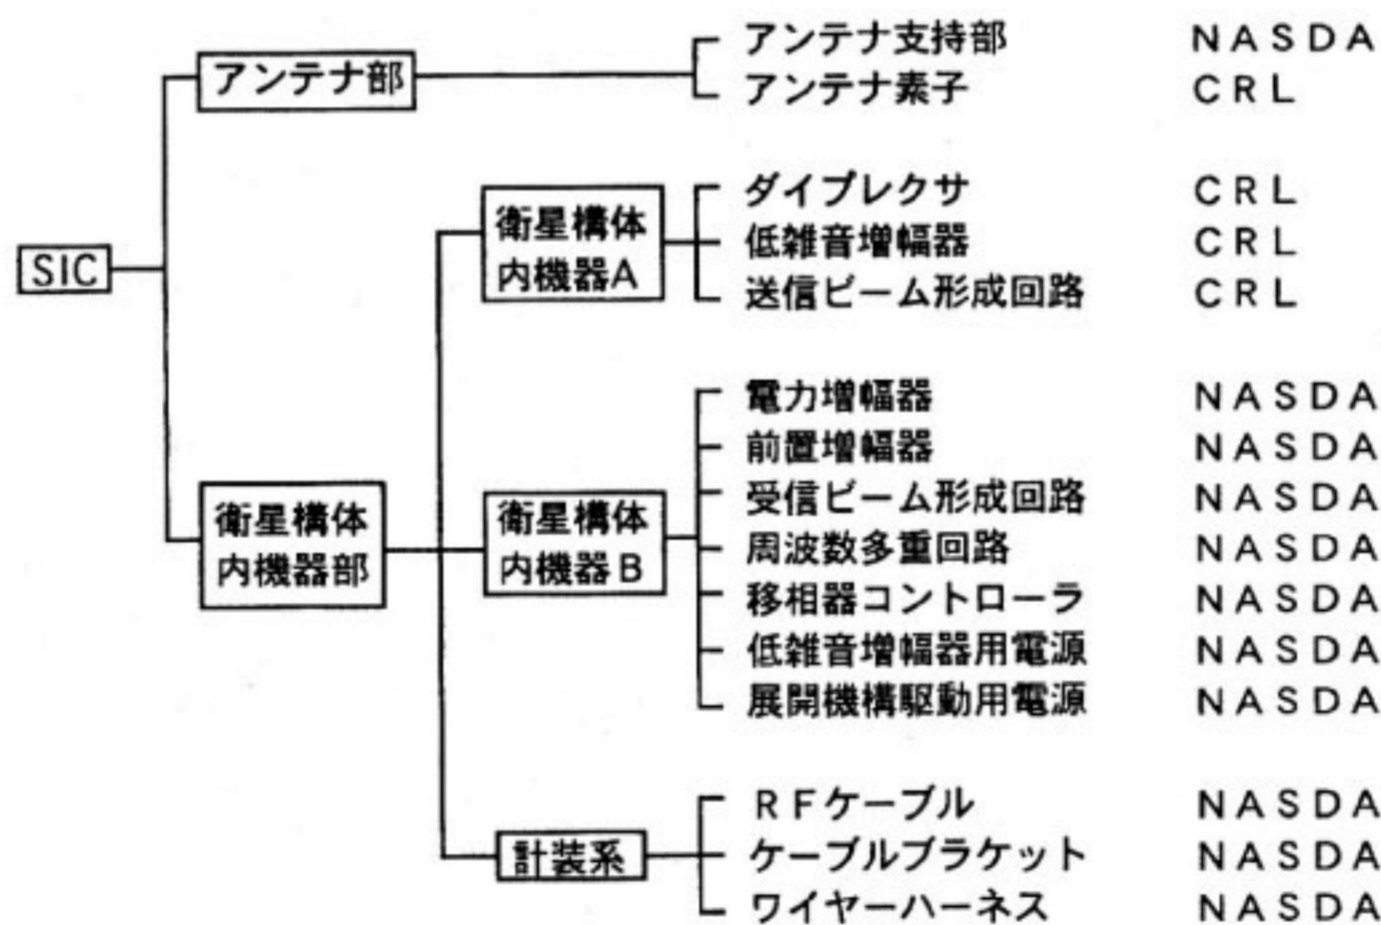 アンテナ支持部 NASDA
アンテナ部
アンテナ素子 CRL
ダイプレクサ CRL
衛星構体
内機器A
低雑音増幅器 CRL
送信ビーム形成回路 CRL
SIC
電力増幅器 NASDA
前置増幅器 NASDA
受信ビーム形成回路 NASDA
衛星構体
内機器部
衛星構体
内機器B
周波数多重回路 NASDA
移相器コントローラ NASDA
低雑音増幅器用電源 NASDA
展開機構駆動用電源 NASDA
RFケーブル NASDA
計装系
ケーブルブラケット NASDA
ワイヤーハーネス NASDA